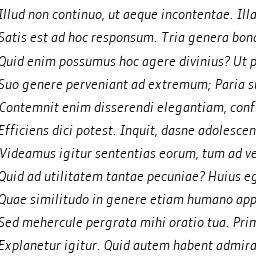 Illud non continuo, ut aeque incontentae. Illa
Satis est ad hoc responsum. Tria genera bono
Quid enim possumus hoc agere divinius? Ut p
Suo genere perveniant ad extremum; Paria s
Contemnit enim disserendi elegantiam, conf
Efficiens dici potest. Inquit, dasne adolescen
Videamus igitur sententias eorum, tum ad ve
Quid ad utilitatem tantae pecuniae? Huius eg
Quae similitudo in genere etiam humano app
Sed mehercule pergrata mihi oratio tua. Prim
Explanetur igitur. Quid autem habent admira